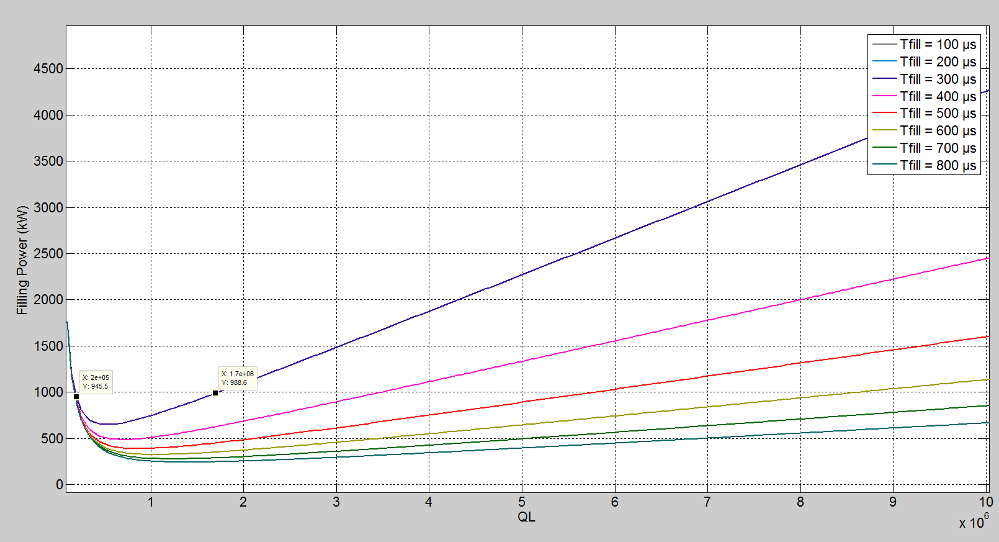 Tfill = 100 µs
Tfill = 200 µs
Tfill = 300 µs
Tfill = 400 µs
Tfill = 500 µs
Tfill = 600 µs
Tfill = 700 µs
Tfill = 800 µs
4500
4000
3500
3000
2500
2000
1500
1000
500
0
Filling Power (kW)
X: 2e+05
Y: 945.5
X: 1.7e+06
Y: 988.6
1 2 3 4 5 6 7 8 9 10
QL
x 10^6